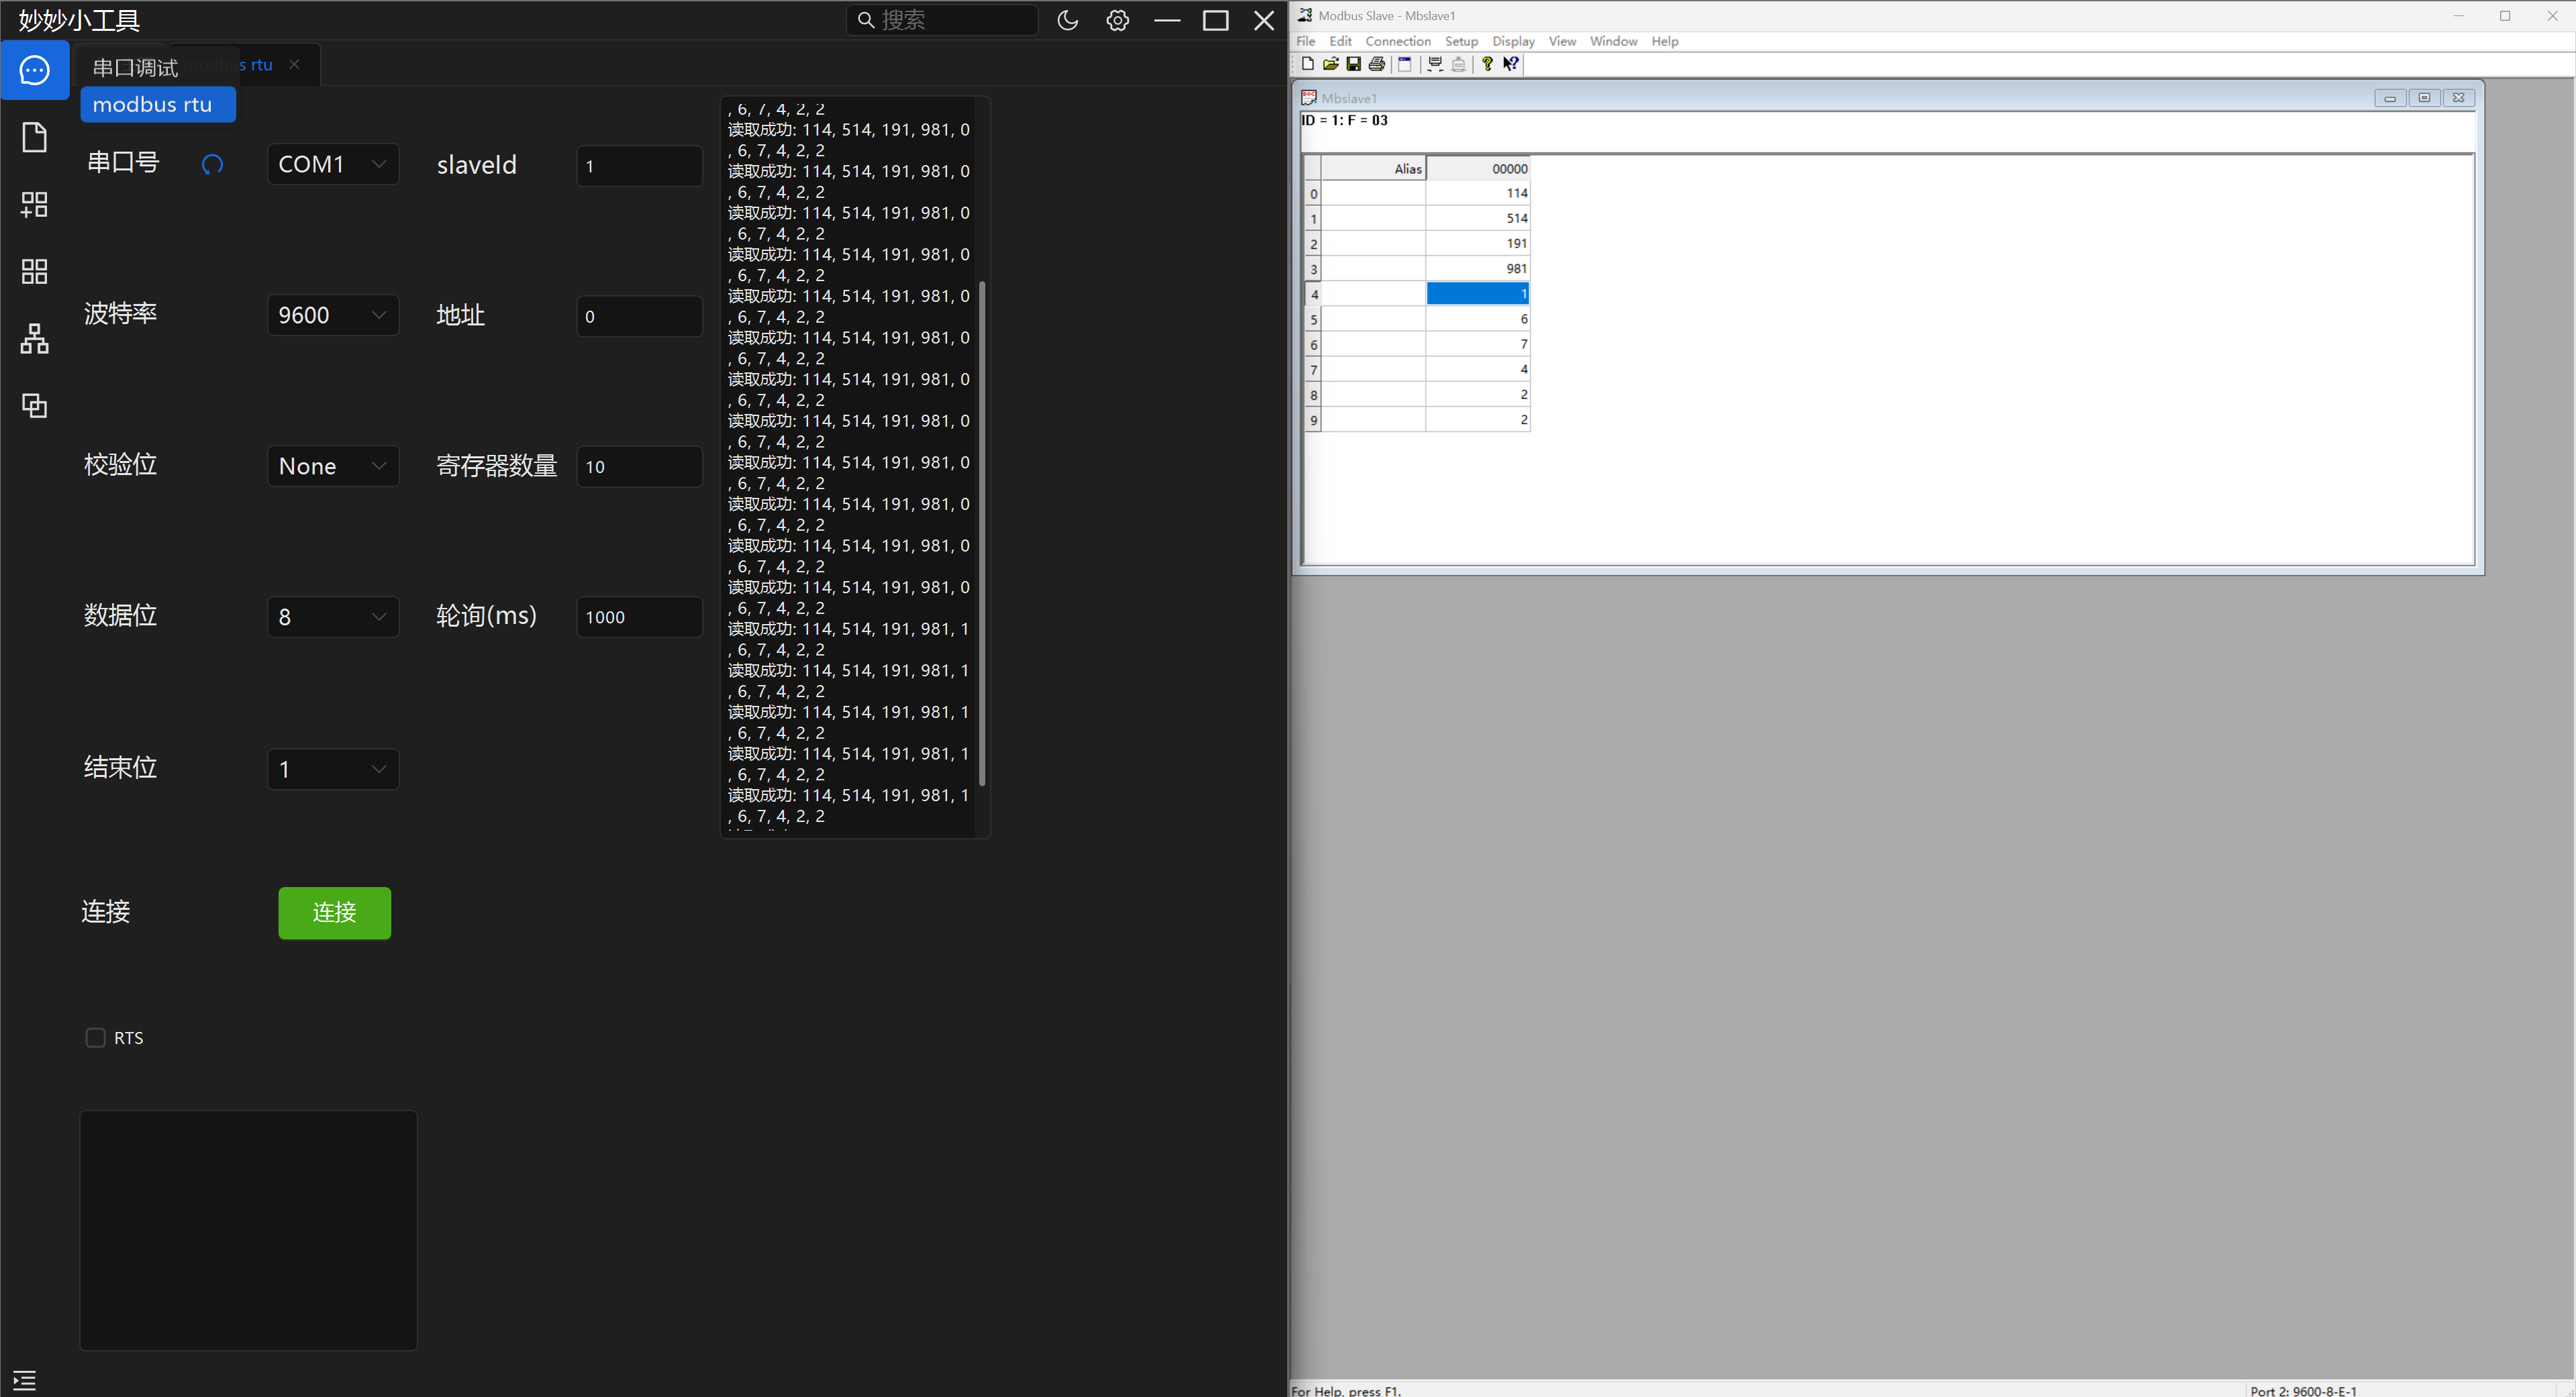 妙妙小工具
搜索
串口调试
modbus rtu
modbus rtu
串口号
COM1
slaveId
1
波特率
9600
地址
0
校验位
None
寄存器数量
10
数据位
8
轮询(ms)
1000
结束位
1
连接
连接
RTS
, 6, 7, 4, 2, 2
读取成功: 114, 514, 191, 981, 0
, 6, 7, 4, 2, 2
读取成功: 114, 514, 191, 981, 0
, 6, 7, 4, 2, 2
读取成功: 114, 514, 191, 981, 0
, 6, 7, 4, 2, 2
读取成功: 114, 514, 191, 981, 0
, 6, 7, 4, 2, 2
读取成功: 114, 514, 191, 981, 0
, 6, 7, 4, 2, 2
读取成功: 114, 514, 191, 981, 0
, 6, 7, 4, 2, 2
读取成功: 114, 514, 191, 981, 0
, 6, 7, 4, 2, 2
读取成功: 114, 514, 191, 981, 0
, 6, 7, 4, 2, 2
读取成功: 114, 514, 191, 981, 0
, 6, 7, 4, 2, 2
读取成功: 114, 514, 191, 981, 0
, 6, 7, 4, 2, 2
读取成功: 114, 514, 191, 981, 0
, 6, 7, 4, 2, 2
读取成功: 114, 514, 191, 981, 0
, 6, 7, 4, 2, 2
读取成功: 114, 514, 191, 981, 1
, 6, 7, 4, 2, 2
读取成功: 114, 514, 191, 981, 1
, 6, 7, 4, 2, 2
读取成功: 114, 514, 191, 981, 1
, 6, 7, 4, 2, 2
读取成功: 114, 514, 191, 981, 1
, 6, 7, 4, 2, 2
读取成功: 114, 514, 191, 981, 1
, 6, 7, 4, 2, 2
Modbus Slave - Mbslave1
File Edit Connection Setup Display View Window Help
Mbslave1
ID = 1: F = 03
Alias 00000
0 114
1 514
2 191
3 981
4 1
5 6
6 7
7 4
8 2
9 2
For Help, press F1.
Port 2: 9600-8-E-1